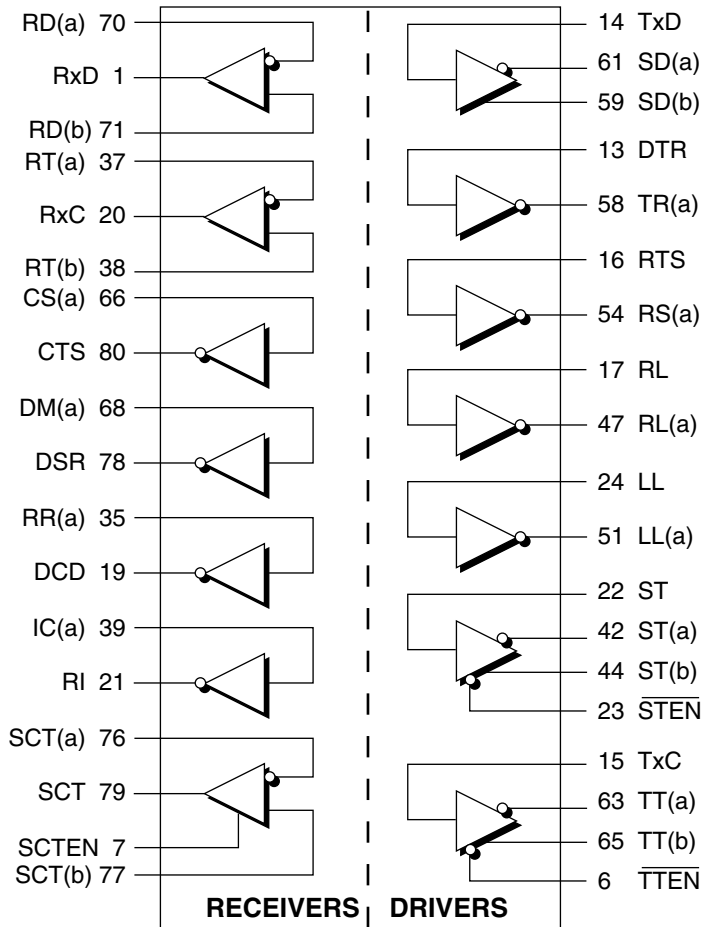 RD(a) 70
RxD 1
RD(b) 71
RT(a) 37
RxC 20
RT(b) 38
CS(a) 66
CTS 80
DM(a) 68
DSR 78
RR(a) 35
DCD 19
IC(a) 39
RI 21
SCT(a) 76
SCT 79
SCTEN 7
SCT(b) 77
RECEIVERS
14 TxD
61 SD(a)
59 SD(b)
13 DTR
58 TR(a)
16 RTS
54 RS(a)
17 RL
47 RL(a)
24 LL
51 LL(a)
22 ST
42 ST(a)
44 ST(b)
23 S̅T̅E̅N̅
15 TxC
63 TT(a)
65 TT(b)
6 T̅T̅E̅N̅
DRIVERS